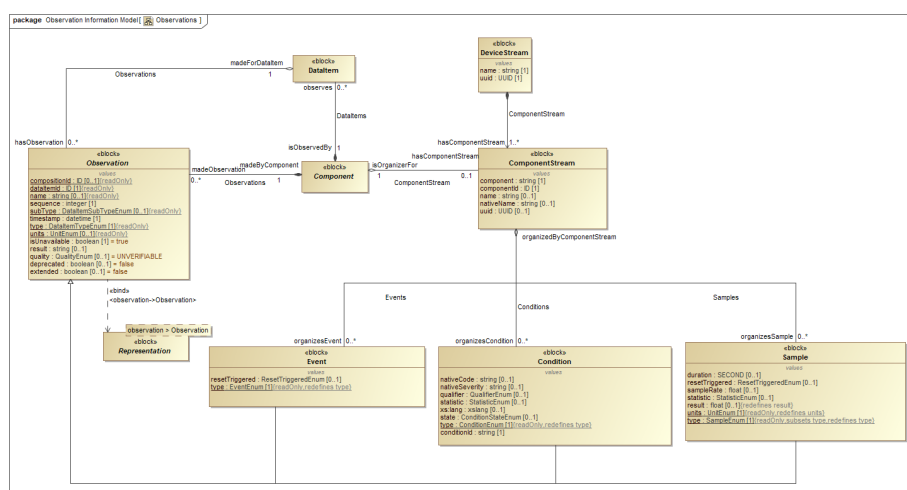 package Observation Information Model[ Observations ]
«block»
DeviceStream
values
name : string [1]
uuid : UUID [1]
«block»
DataItem
madeForDataItem
1
Observations
observes 0..*
DataItems
ComponentStream
hasObservation 0..*
isObservedBy 1
hasComponentStream 1..*
hasComponentStream
«block»
Observation
values
compositionId : ID [0..1]{readOnly}
dataItemId : ID [1]{readOnly}
name : string [0..1]{readOnly}
sequence : integer [1]
subType : DataItemSubTypeEnum [0..1]{readOnly}
timestamp : datetime [1]
type : DataItemTypeEnum [1]{readOnly}
units : UnitEnum [0..1]{readOnly}
isUnavailable : boolean [1] = true
result : string [0..1]
quality : QualityEnum [0..1] = UNVERIFIABLE
deprecated : boolean [0..1] = false
extended : boolean [0..1] = false
madeObservation
0..*
madeByComponent
1
Observations
«block»
Component
isOrganizerFor
1
0..1
ComponentStream
«block»
ComponentStream
values
component : string [1]
componentId : ID [1]
name : string [0..1]
nativeName : string [0..1]
uuid : UUID [0..1]
organizedByComponentStream
«bind»
<observation->Observation>
observation > Observation
«block»
Representation
Events
Conditions
Samples
organizesEvent 0..*
organizesCondition 0..*
organizesSample 0..*
«block»
Event
values
resetTriggered : ResetTriggeredEnum [0..1]
type : EventEnum [1]{readOnly,redefines type}
«block»
Condition
values
nativeCode : string [0..1]
nativeSeverity : string [0..1]
qualifier : QualifierEnum [0..1]
statistic : StatisticEnum [0..1]
xs:lang : xslang [0..1]
state : ConditionStateEnum [1]
type : ConditionEnum [1]{readOnly,redefines type}
conditionId : string [1]
«block»
Sample
values
duration : SECOND [0..1]
resetTriggered : ResetTriggeredEnum [0..1]
sampleRate : float [0..1]
statistic : StatisticEnum [0..1]
result : float [0..1]{redefines result}
units : UnitEnum [1]{readOnly,redefines units}
type : SampleEnum [1]{readOnly,subsets type,redefines type}